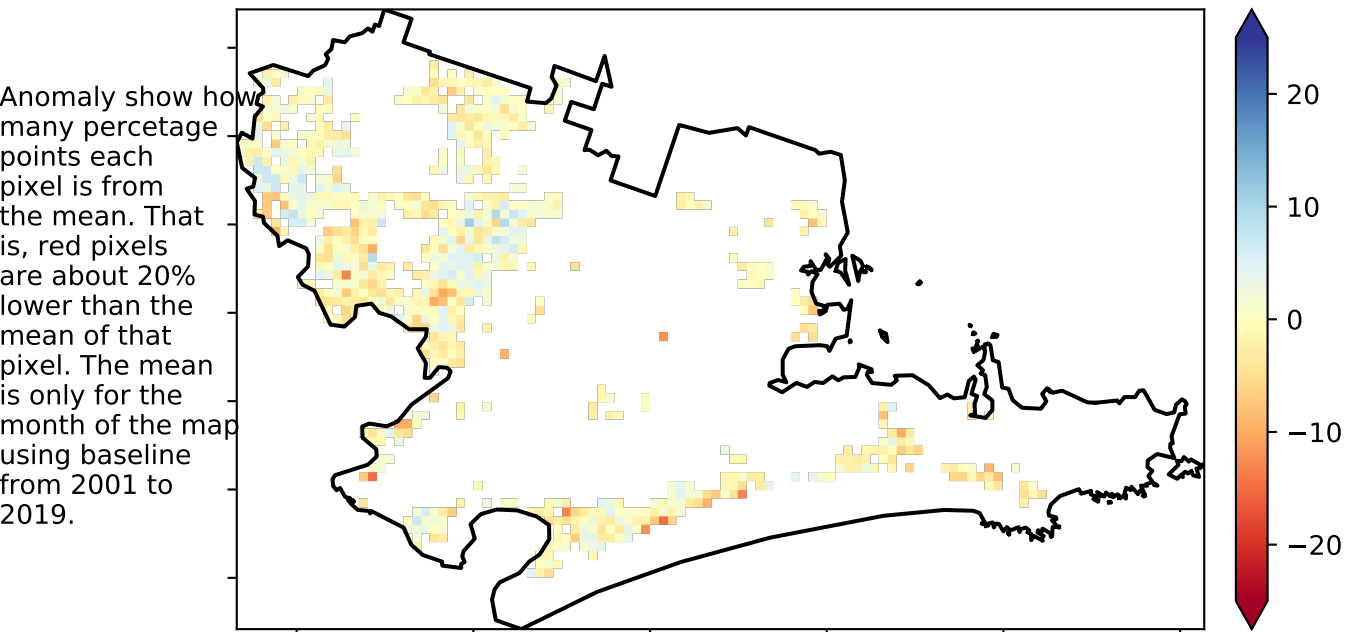 Anomaly show how
many percetage
points each
pixel is from
the mean. That
is, red pixels
are about 20%
lower than the
mean of that
pixel. The mean
is only for the
month of the map
using baseline
from 2001 to
2019.
20
10
0
−10
−20